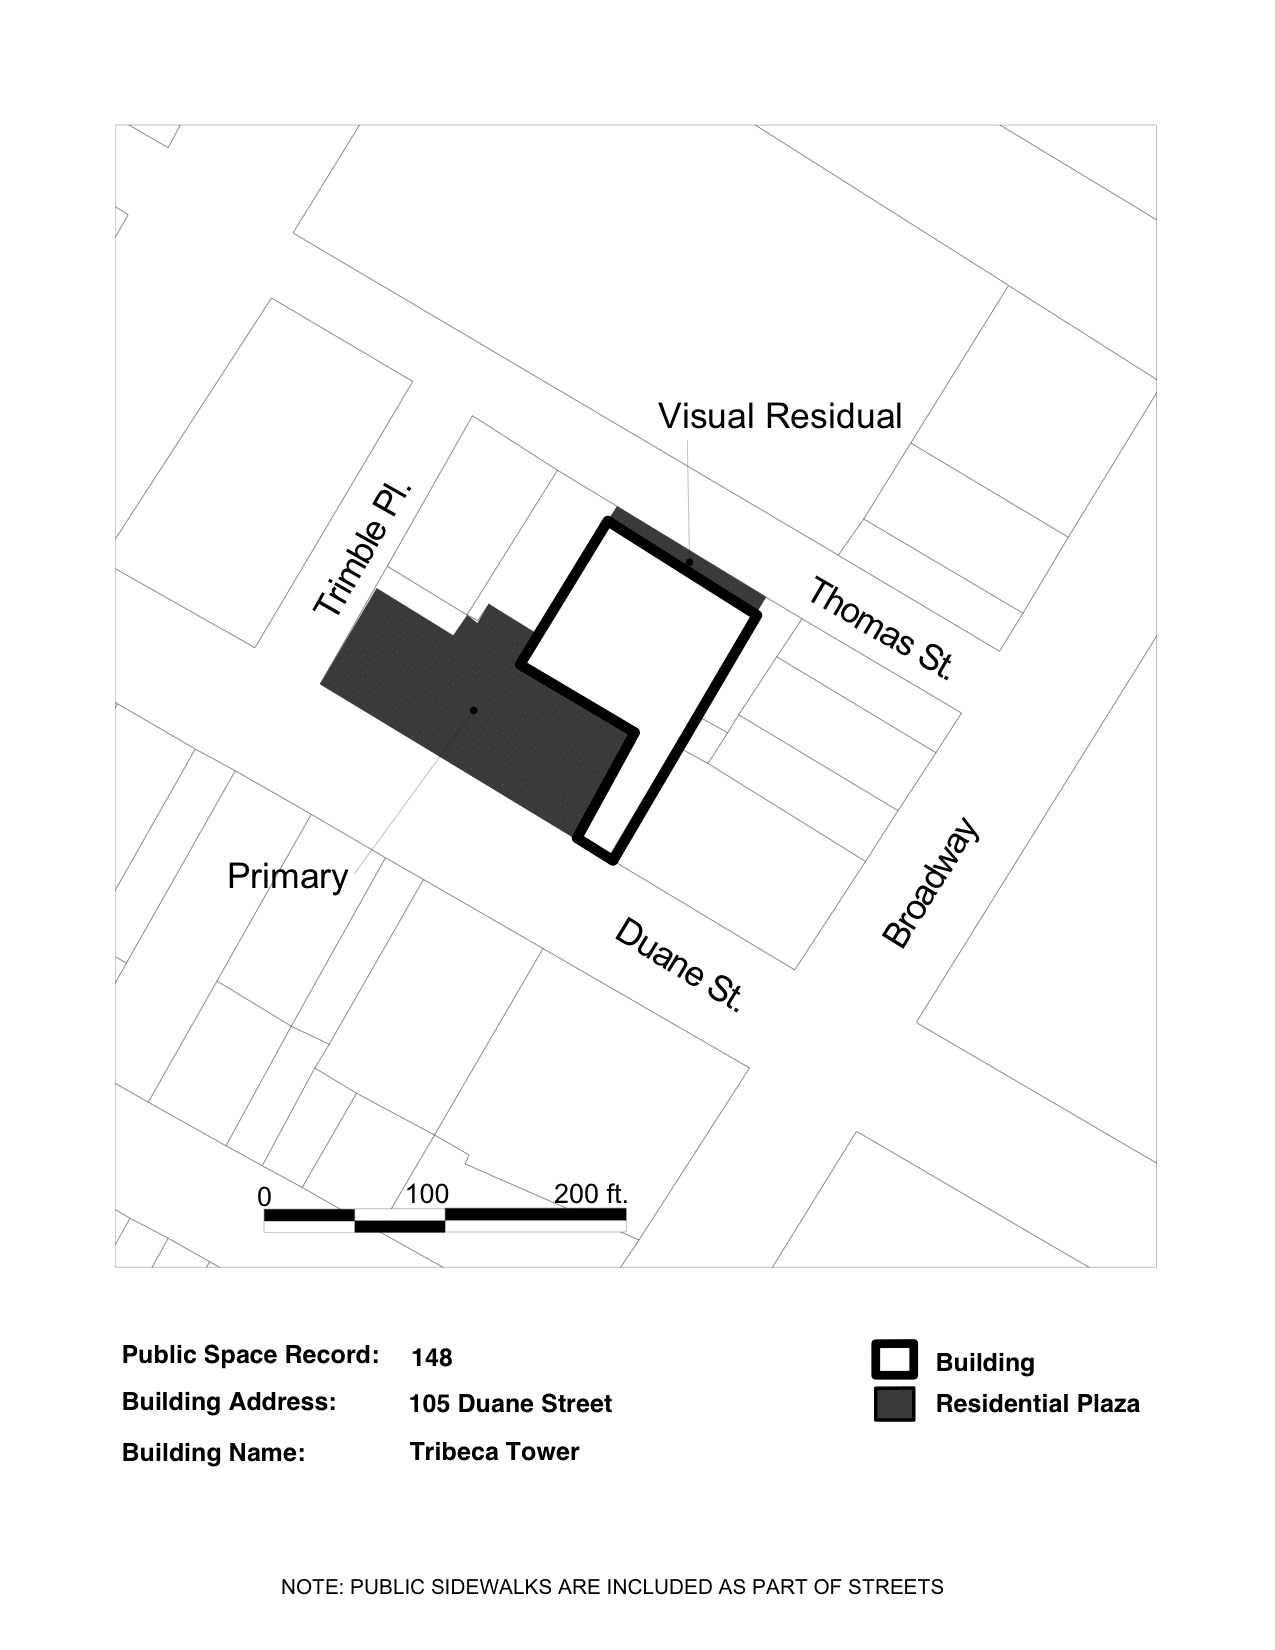 Visual Residual
Trimble Pl.
Thomas St.
Primary
Broadway
Duane St.
0 100 200 ft.
Public Space Record: 148
Building Address: 105 Duane Street
Building Name: Tribeca Tower
Building
Residential Plaza
NOTE: PUBLIC SIDEWALKS ARE INCLUDED AS PART OF STREETS